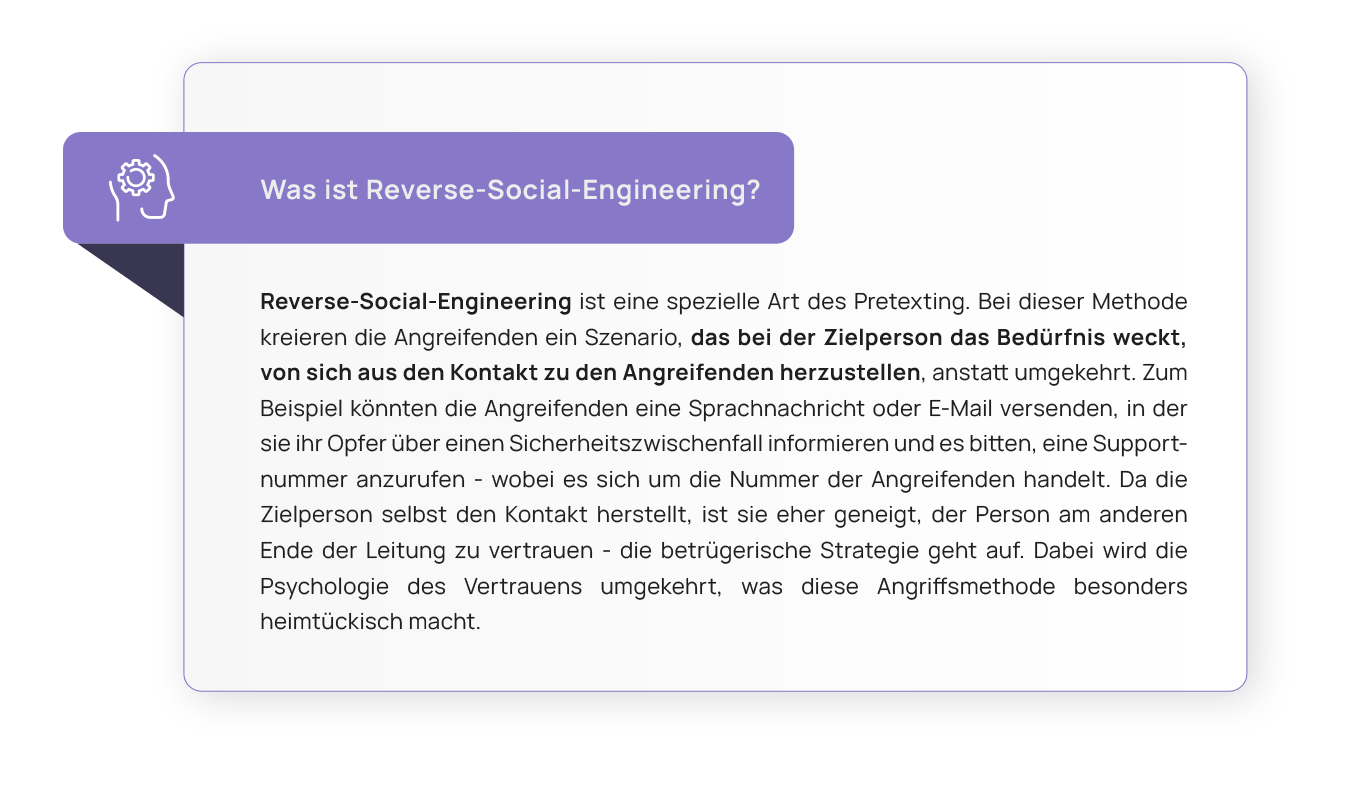 Was ist Reverse-Social-Engineering?
Reverse-Social-Engineering ist eine spezielle Art des Pretexting. Bei dieser Methode
kreieren die Angreifenden ein Szenario, das bei der Zielperson das Bedürfnis weckt,
von sich aus den Kontakt zu den Angreifenden herzustellen, anstatt umgekehrt. Zum
Beispiel könnten die Angreifenden eine Sprachnachricht oder E-Mail versenden, in der
sie ihr Opfer über einen Sicherheitszwischenfall informieren und es bitten, eine Support-
nummer anzurufen - wobei es sich um die Nummer der Angreifenden handelt. Da die
Zielperson selbst den Kontakt herstellt, ist sie eher geneigt, der Person am anderen
Ende der Leitung zu vertrauen - die betrügerische Strategie geht auf. Dabei wird die
Psychologie des Vertrauens umgekehrt, was diese Angriffsmethode besonders
heimtückisch macht.